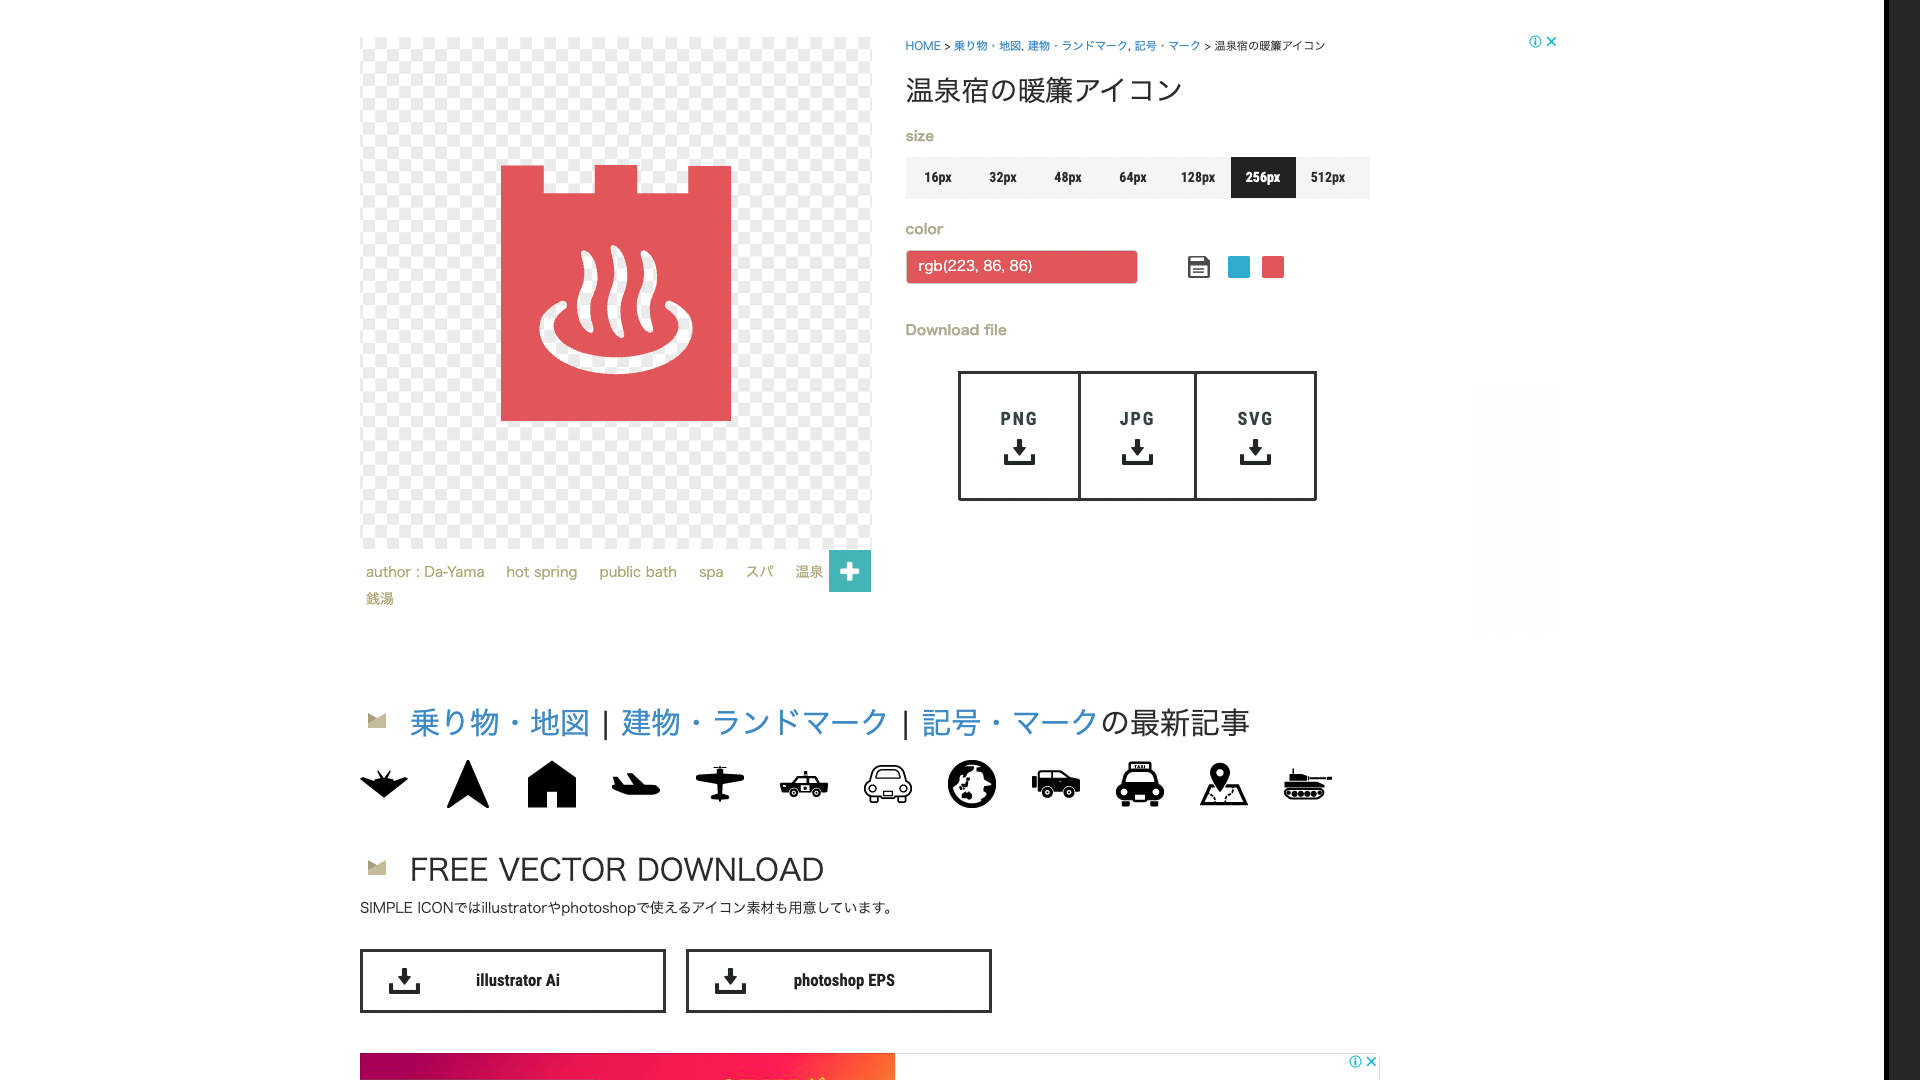 HOME > 乗り物・地図, 建物・ランドマーク, 記号・マーク > 温泉宿の暖簾アイコン
温泉宿の暖簾アイコン
size
16px 32px 48px 64px 128px 256px 512px
color
rgb(223, 86, 86)
Download file
PNG JPG SVG
author : Da-Yama hot spring public bath spa スパ 温泉
銭湯
乗り物・地図 | 建物・ランドマーク | 記号・マークの最新記事
TAXI
FREE VECTOR DOWNLOAD
SIMPLE ICONではillustratorやphotoshopで使えるアイコン素材も用意しています。
illustrator Ai photoshop EPS